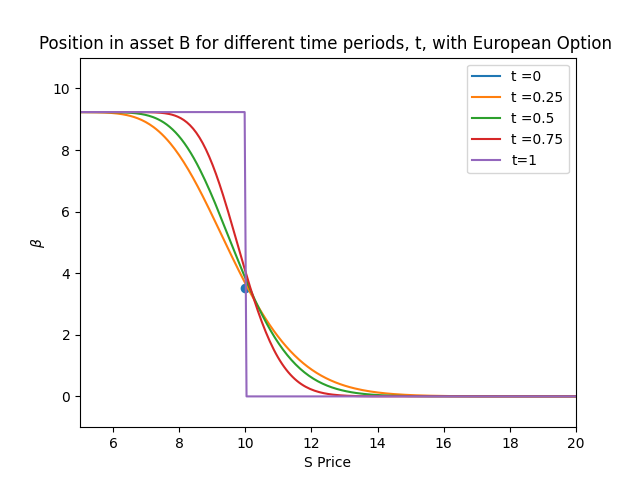 Position in asset B for different time periods, t, with European Option
10
8
6
4
2
0
β
6
8
10
12
14
16
18
20
S Price
t =0
t =0.25
t =0.5
t =0.75
t=1